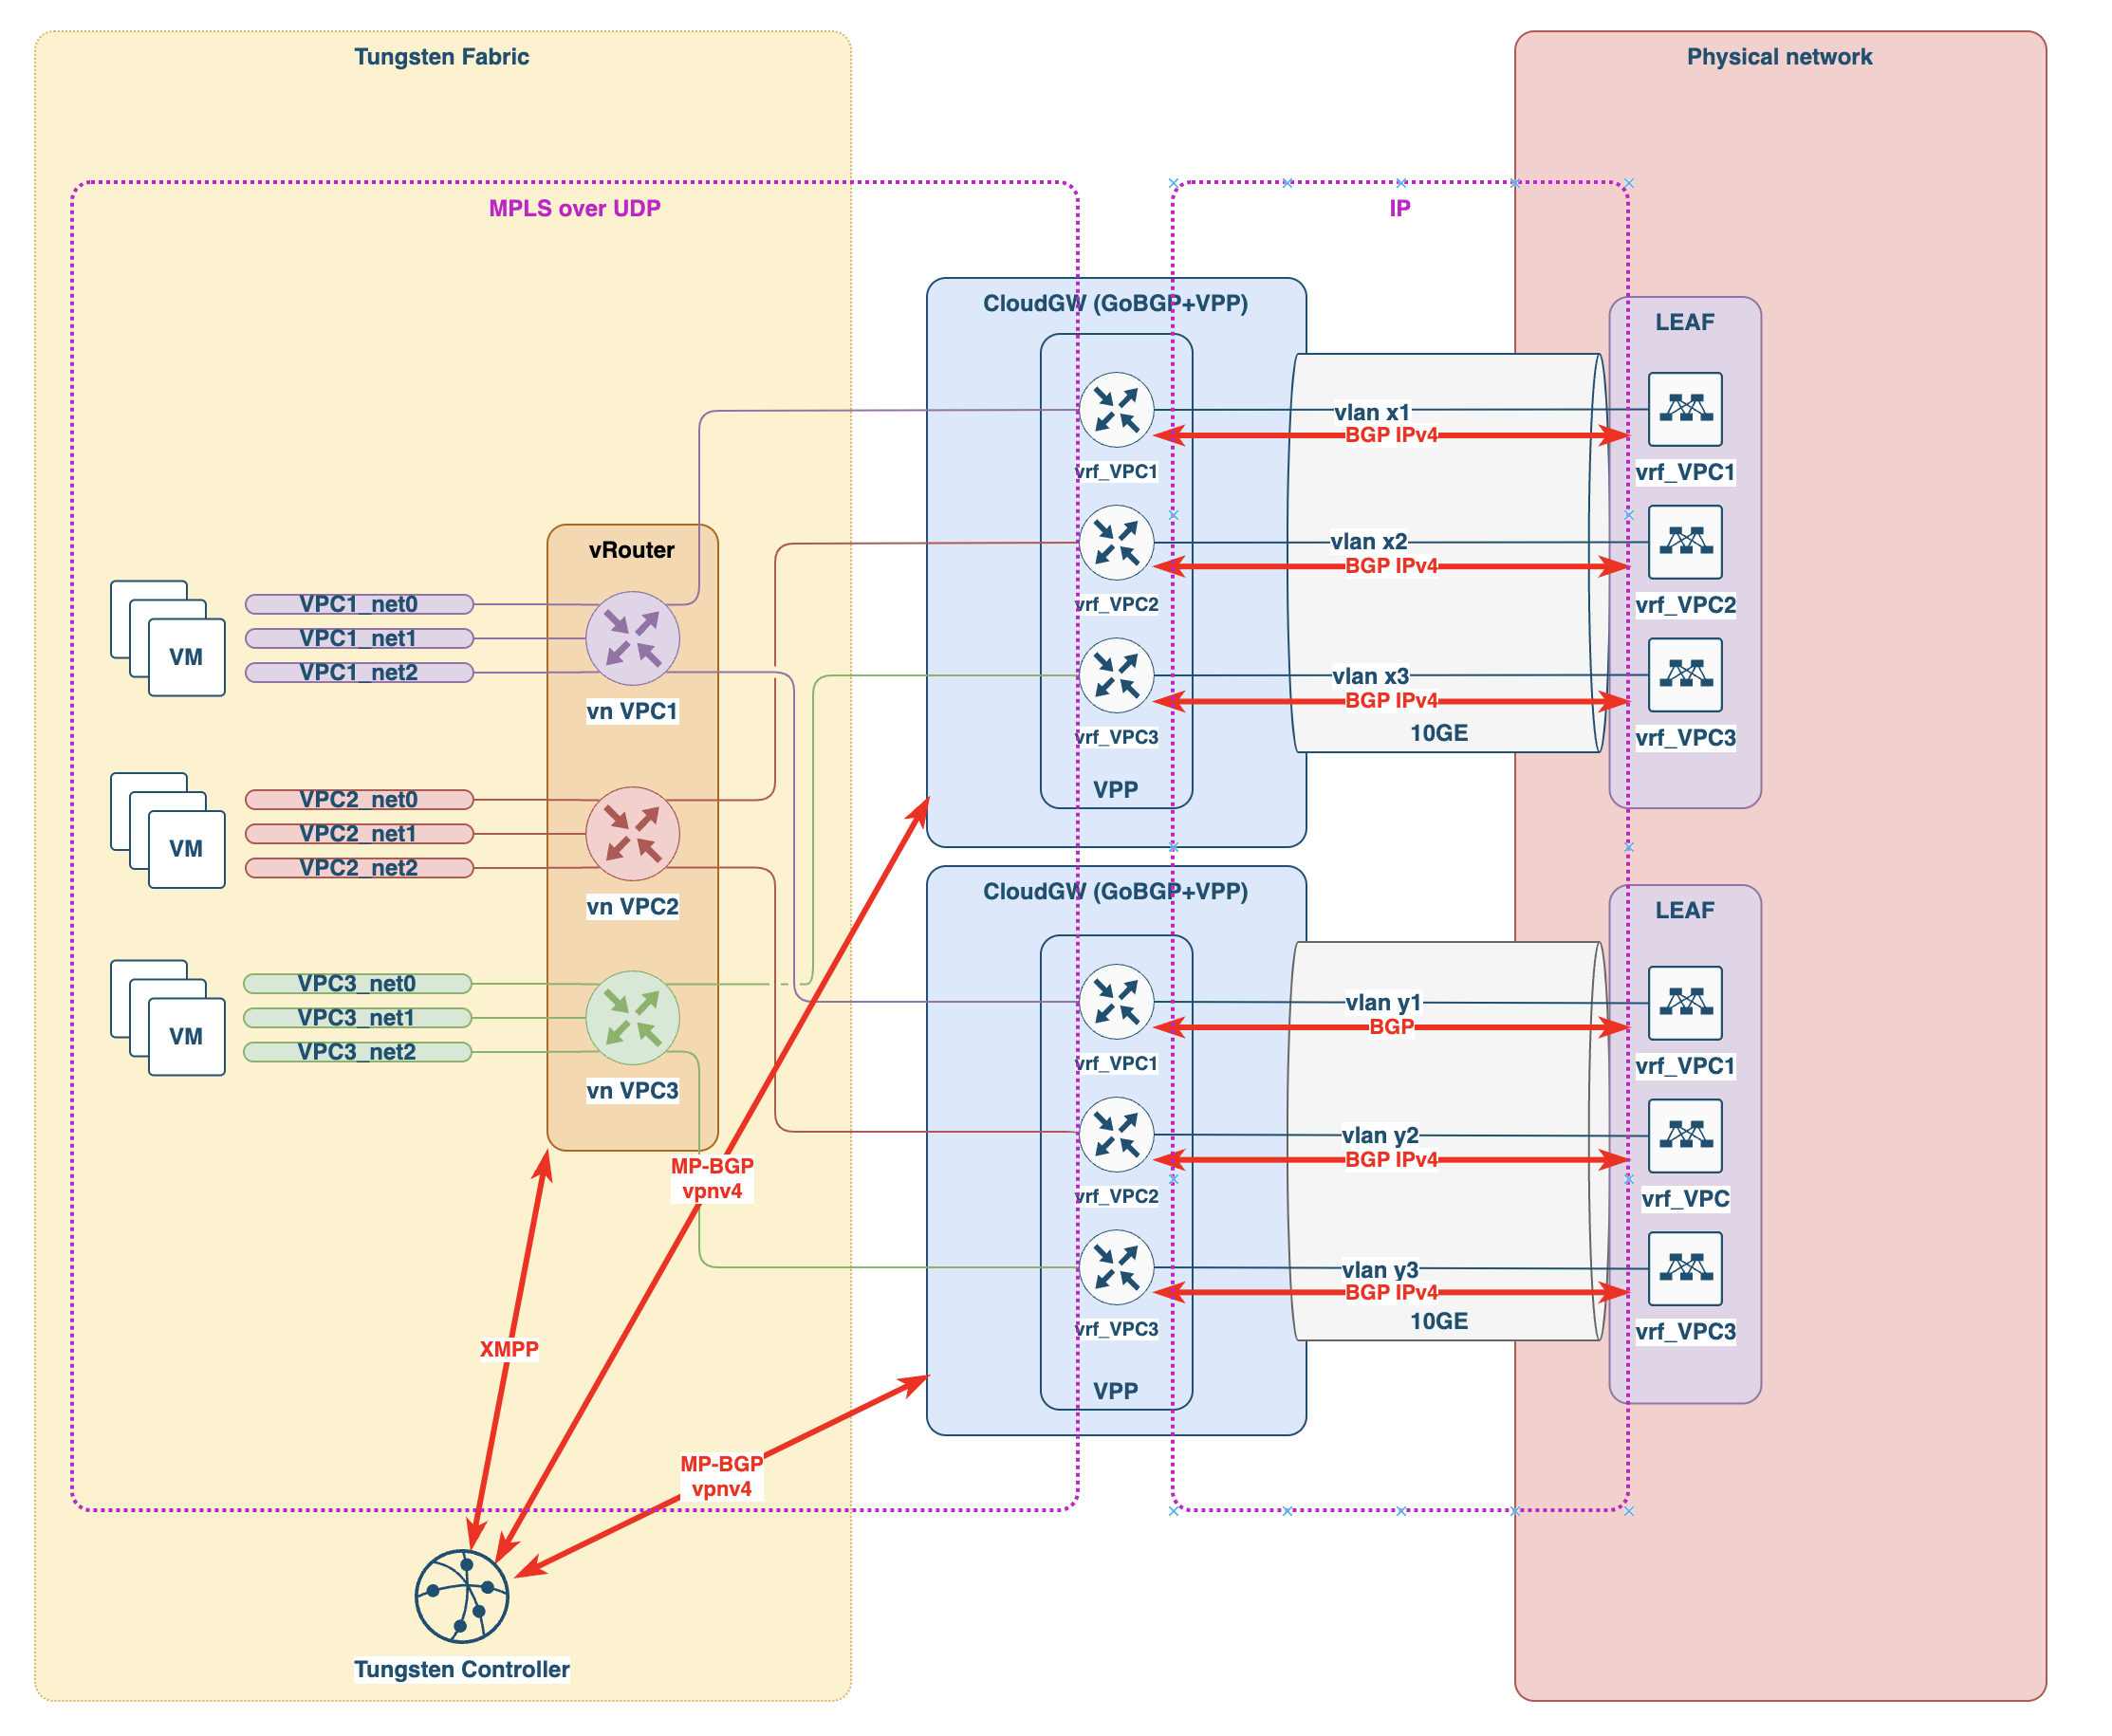 Tungsten Fabric
Physical network
MPLS over UDP
IP
CloudGW (GoBGP+VPP)
LEAF
vlan x1
BGP IPv4
vrf_VPC1
vrf_VPC1
vlan x2
BGP IPv4
vrf_VPC2
vrf_VPC2
vlan x3
BGP IPv4
vrf_VPC3
vrf_VPC3
10GE
VPP
vRouter
VPC1_net0
VPC1_net1
VM
VPC1_net2
vn VPC1
VPC2_net0
VPC2_net1
VM
VPC2_net2
vn VPC2
VPC3_net0
VPC3_net1
VM
VPC3_net2
vn VPC3
CloudGW (GoBGP+VPP)
LEAF
vlan y1
BGP
vrf_VPC1
vrf_VPC1
vlan y2
BGP IPv4
vrf_VPC2
vrf_VPC
vlan y3
BGP IPv4
vrf_VPC3
vrf_VPC3
10GE
VPP
MP-BGP
vpnv4
XMPP
MP-BGP
vpnv4
Tungsten Controller